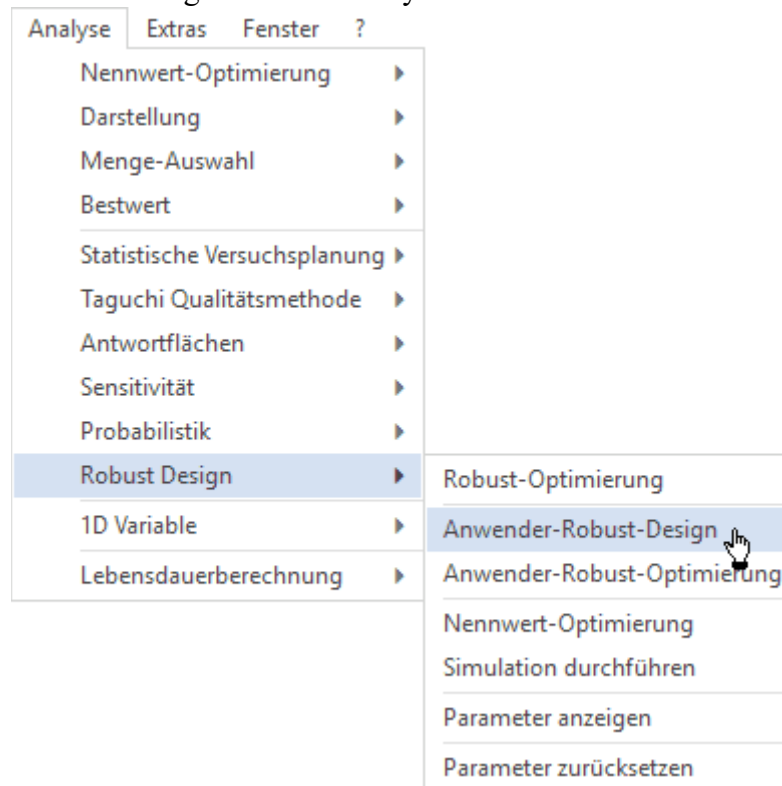 Analyse Extras Fenster ?
Nennwert-Optimierung
Darstellung
Menge-Auswahl
Bestwert
Statistische Versuchsplanung
Taguchi Qualitätsmethode
Antwortflächen
Sensitivität
Probabilistik
Robust Design
1D Variable
Lebensdauerberechnung
Robust-Optimierung
Anwender-Robust-Design
Anwender-Robust-Optimierung
Nennwert-Optimierung
Simulation durchführen
Parameter anzeigen
Parameter zurücksetzen